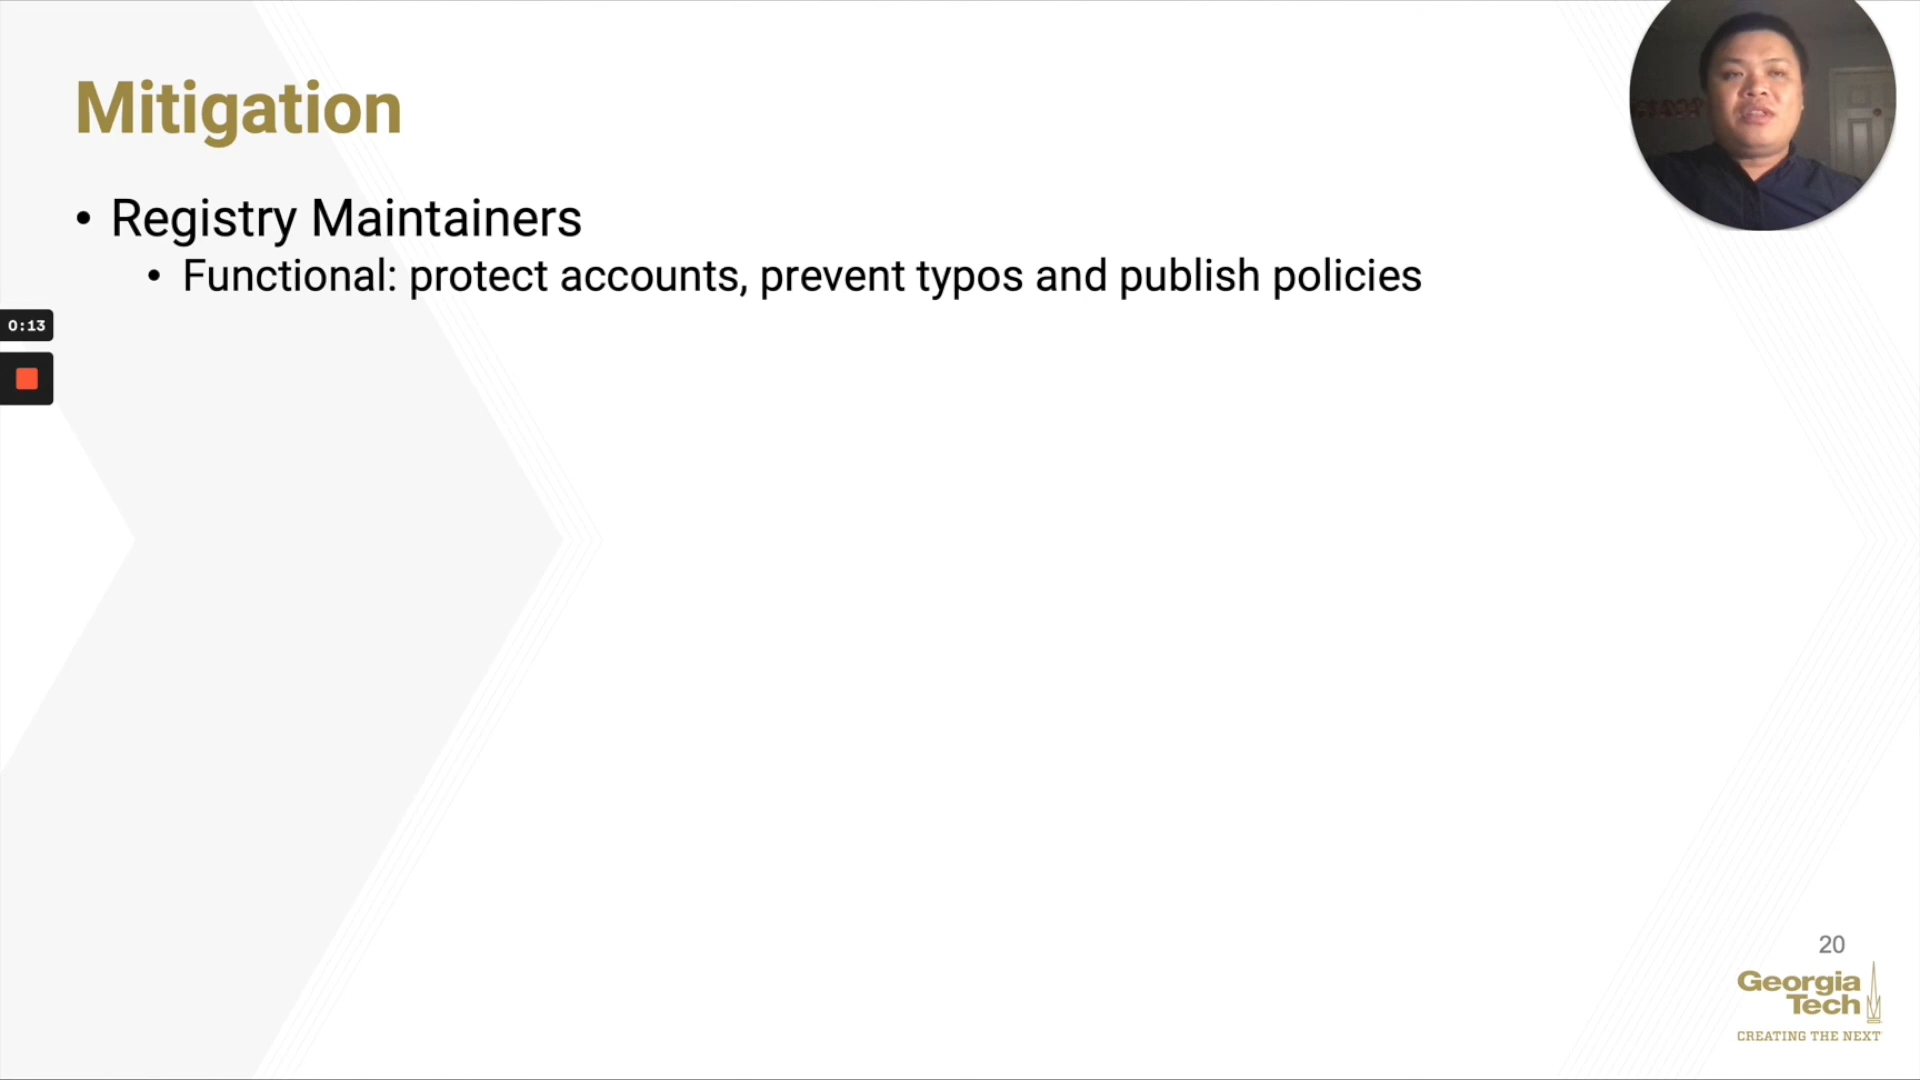 Mitigation
• Registry Maintainers
• Functional: protect accounts, prevent typos and publish policies
0:13
20
Georgia
Tech
CREATING THE NEXT